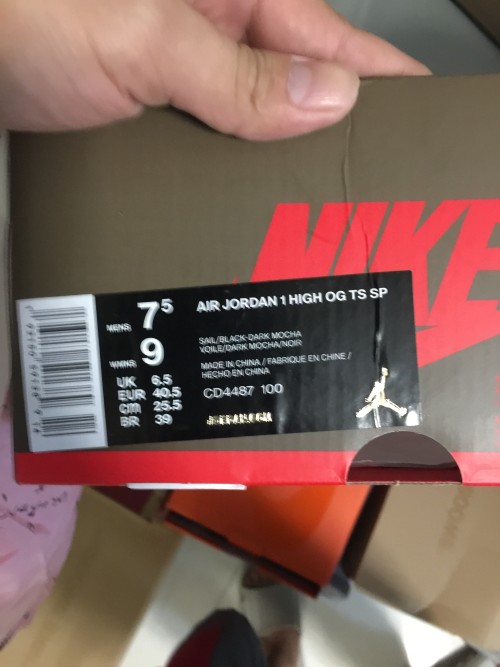 NIKE
MENS 7⁵
WMNS 9
UK 6.5
EUR 40.5
cm 25.5
BR 39
AIR JORDAN 1 HIGH OG TS SP
SAIL/BLACK-DARK MOCHA
VOILE/DARK MOCHA/NOIR
MADE IN CHINA / FABRIQUE EN CHINE /
HECHO EN CHINA
CD4487 100